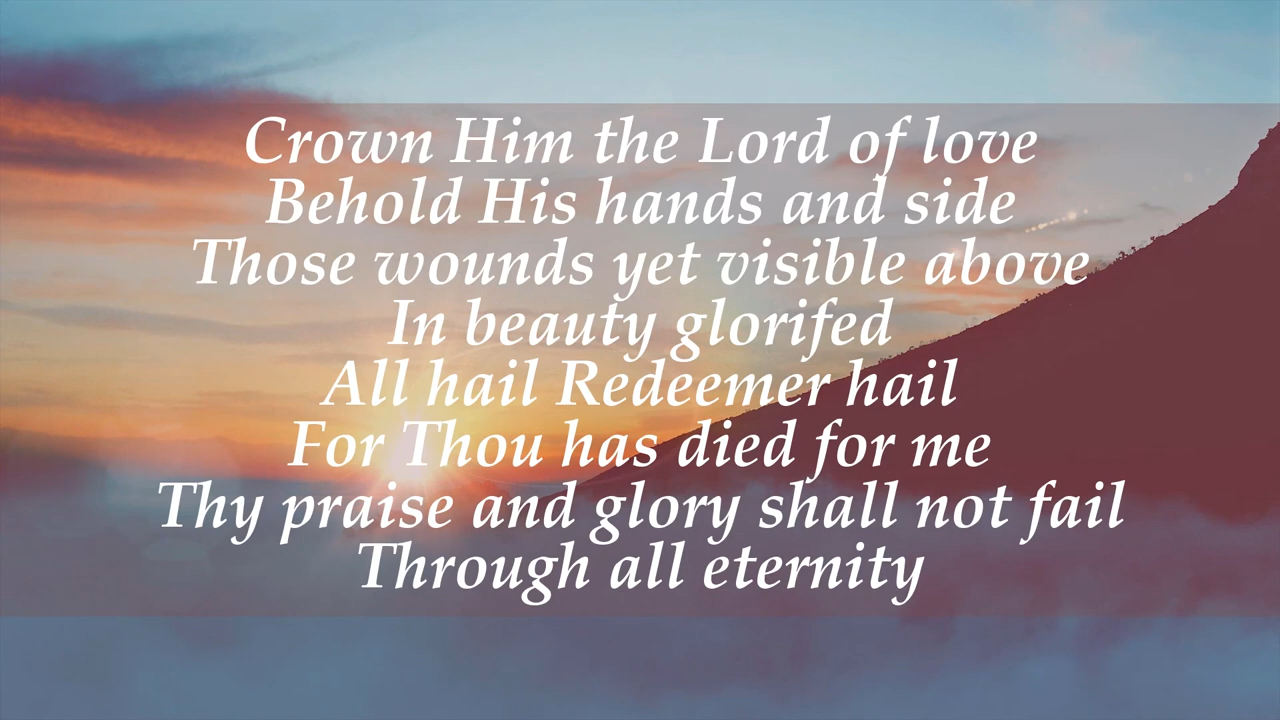 Crown Him the Lord of love
Behold His hands and side
Those wounds yet visible above
In beauty glorifed
All hail Redeemer hail
For Thou has died for me
Thy praise and glory shall not fail
Through all eternity